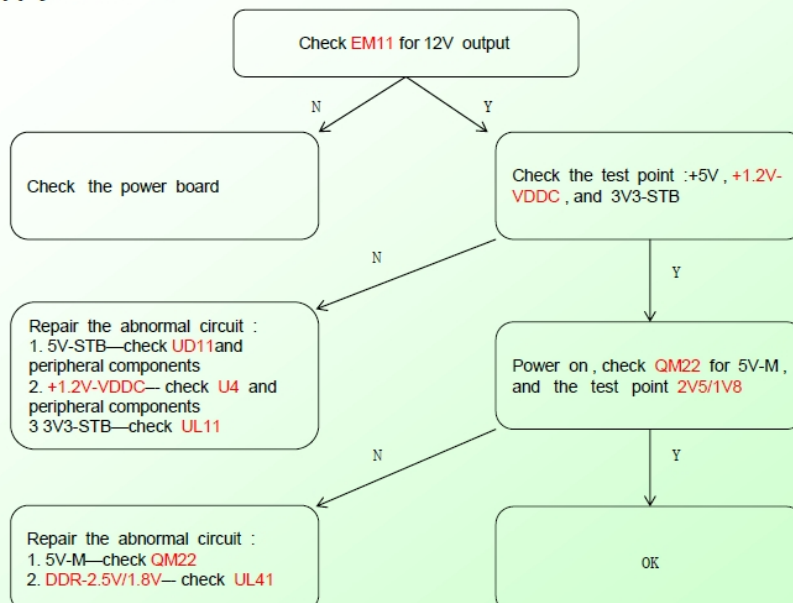 Check EM11 for 12V output
N
Y
Check the power board
Check the test point :+5V , +1.2V-
VDDC , and 3V3-STB
N
Y
Repair the abnormal circuit :
1. 5V-STB—check UD11and
peripheral components
2. +1.2V-VDDC–- check U4 and
peripheral components
3 3V3-STB—check UL11
Power on , check QM22 for 5V-M ,
and the test point 2V5/1V8
N
Y
Repair the abnormal circuit :
1. 5V-M—check QM22
2. DDR-2.5V/1.8V–- check UL41
OK